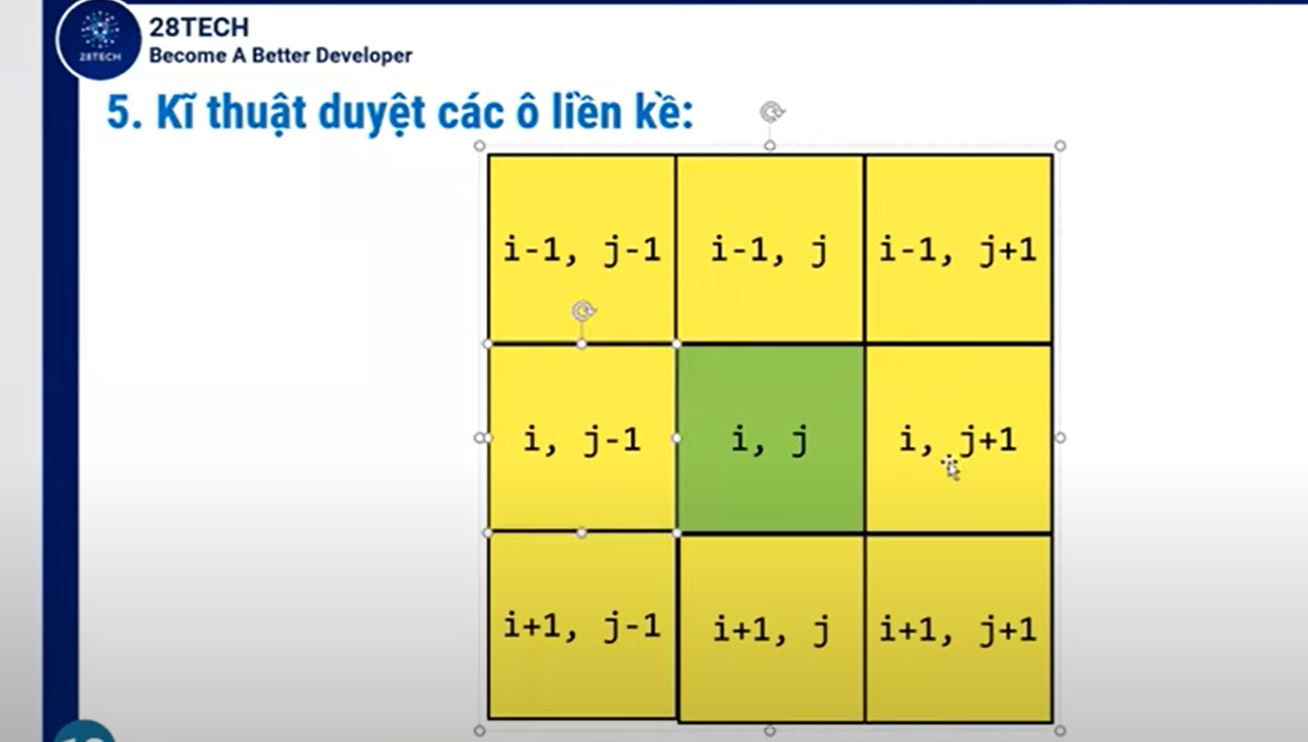 28TECH
Become A Better Developer
28TECH
5. Kĩ thuật duyệt các ô liền kề:
i-1, j-1
i-1, j
i-1, j+1
i, j-1
i, j
i, j+1
i+1, j-1
i+1, j
i+1, j+1